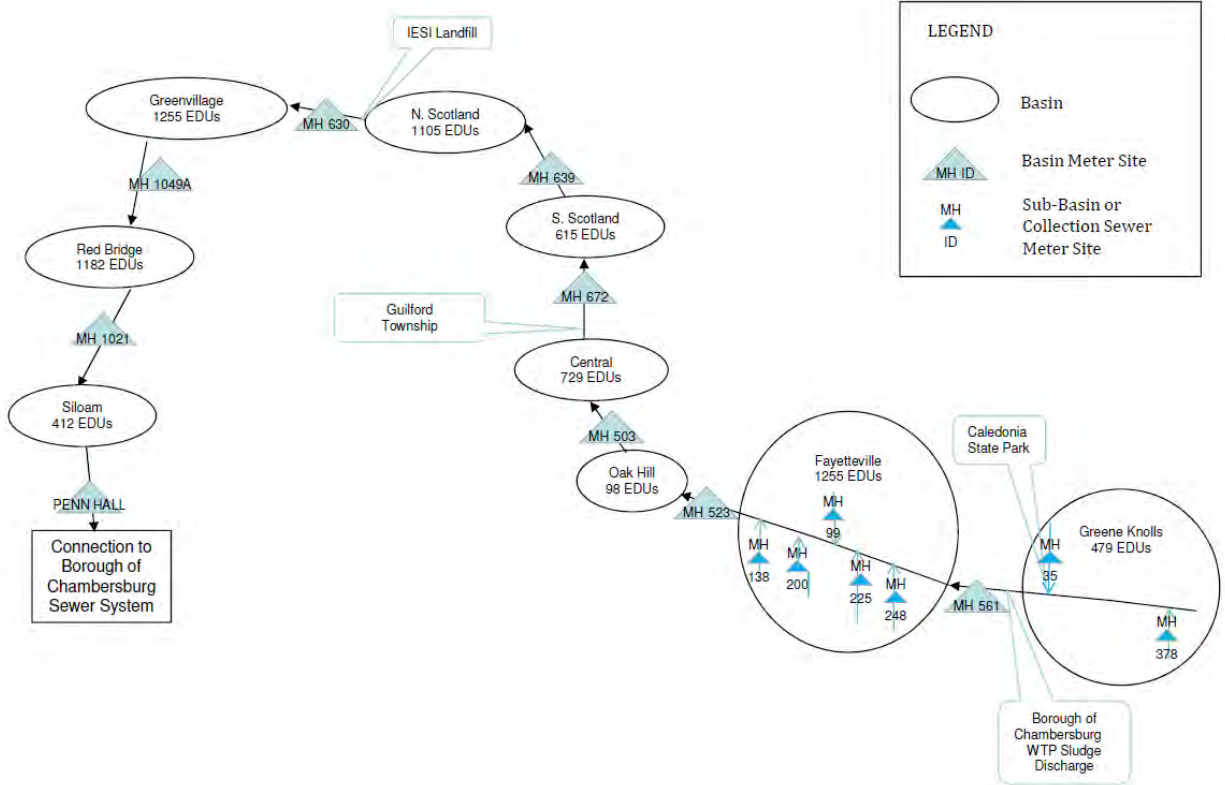 IESI Landfill
Greenvillage
1255 EDUs
MH 630
N. Scotland
1105 EDUs
MH 1049A
MH 639
S. Scotland
615 EDUs
Red Bridge
1182 EDUs
MH 672
Guilford
Township
MH 1021
Central
729 EDUs
Siloam
412 EDUs
MH 503
Oak Hill
98 EDUs
PENN HALL
Connection to
Borough of
Chambersburg
Sewer System
MH 523
Fayetteville
1255 EDUs
MH
99
MH
138
MH
200
MH
225
MH
248
MH 561
Caledonia
State Park
Greene Knolls
479 EDUs
MH
35
MH
378
Borough of
Chambersburg
WTP Sludge
Discharge
LEGEND
Basin
MH ID
Basin Meter Site
MH
ID
Sub-Basin or
Collection Sewer
Meter Site